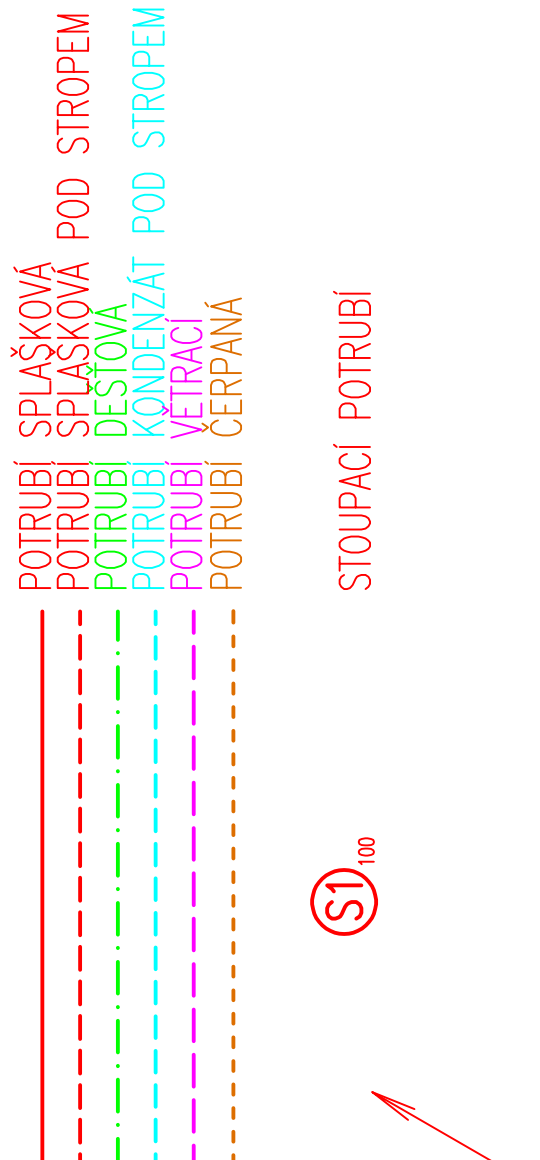 POTRUBÍ SPLAŠKOVÁ
POTRUBÍ SPLAŠKOVÁ POD STROPEM
POTRUBÍ DEŠŤOVÁ
POTRUBÍ KONDENZÁT POD STROPEM
POTRUBÍ VĚTRACÍ
POTRUBÍ ČERPANÁ
S1 100
STOUPACÍ POTRUBÍ